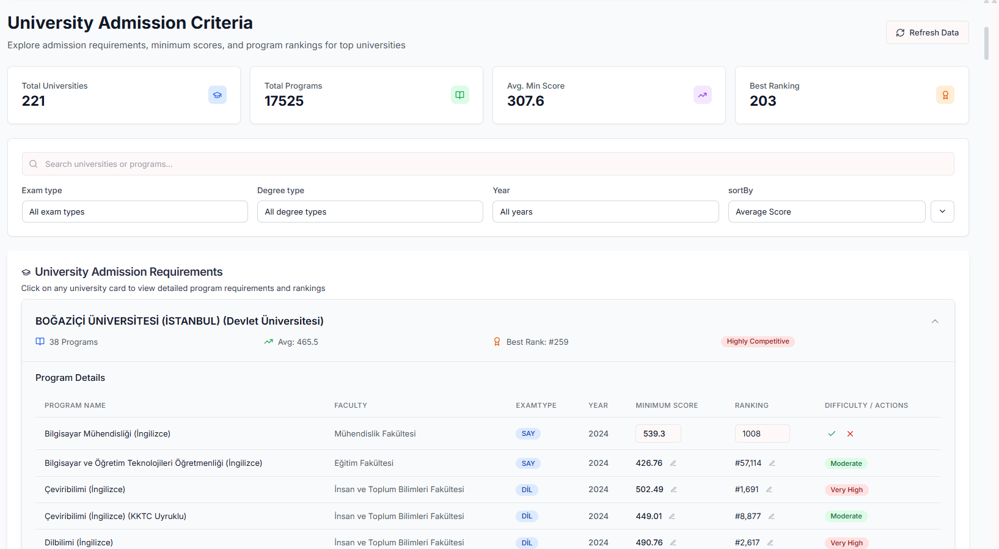 University Admission Criteria
Explore admission requirements, minimum scores, and program rankings for top universities
Refresh Data
Total Universities
221
Total Programs
17525
Avg. Min Score
307.6
Best Ranking
203
Search universities or programs...
Exam type
All exam types
Degree type
All degree types
Year
All years
sortBy
Average Score
University Admission Requirements
Click on any university card to view detailed program requirements and rankings
BOĞAZİÇİ ÜNİVERSİTESİ (İSTANBUL) (Devlet Üniversitesi)
38 Programs Avg: 465.5 Best Rank: #259 Highly Competitive
Program Details
PROGRAM NAME FACULTY EXAMTYPE YEAR MINIMUM SCORE RANKING DIFFICULTY / ACTIONS
Bilgisayar Mühendisliği (İngilizce) Mühendislik Fakültesi SAY 2024 539.3 1008
Bilgisayar ve Öğretim Teknolojileri Öğretmenliği (İngilizce) Eğitim Fakültesi SAY 2024 426.76 #57,114 Moderate
Çeviribilimi (İngilizce) İnsan ve Toplum Bilimleri Fakültesi DİL 2024 502.49 #1,691 Very High
Çeviribilimi (İngilizce) (KKTC Uyruklu) İnsan ve Toplum Bilimleri Fakültesi DİL 2024 449.01 #8,877 Moderate
Dilbilimi (İngilizce) İnsan ve Toplum Bilimleri Fakültesi DİL 2024 490.76 #2,617 Very High